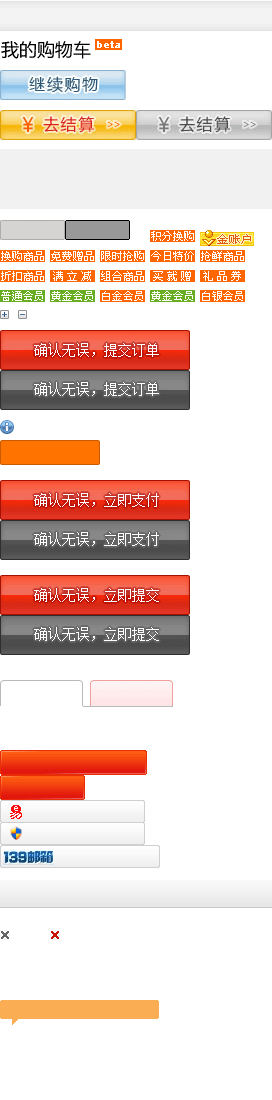 我的购物车 beta
继续购物
¥ 去结算 >> ¥ 去结算 >>
积分换购 金账户
换购商品 免费赠品 限时抢购 今日特价 抢鲜商品
折扣商品 满立减 组合商品 买就赠 礼品券
普通会员 黄金会员 白金会员 黄金会员 白银会员
确认无误，提交订单
确认无误，提交订单
确认无误，立即支付
确认无误，立即支付
确认无误，立即提交
确认无误，立即提交
易
139邮箱